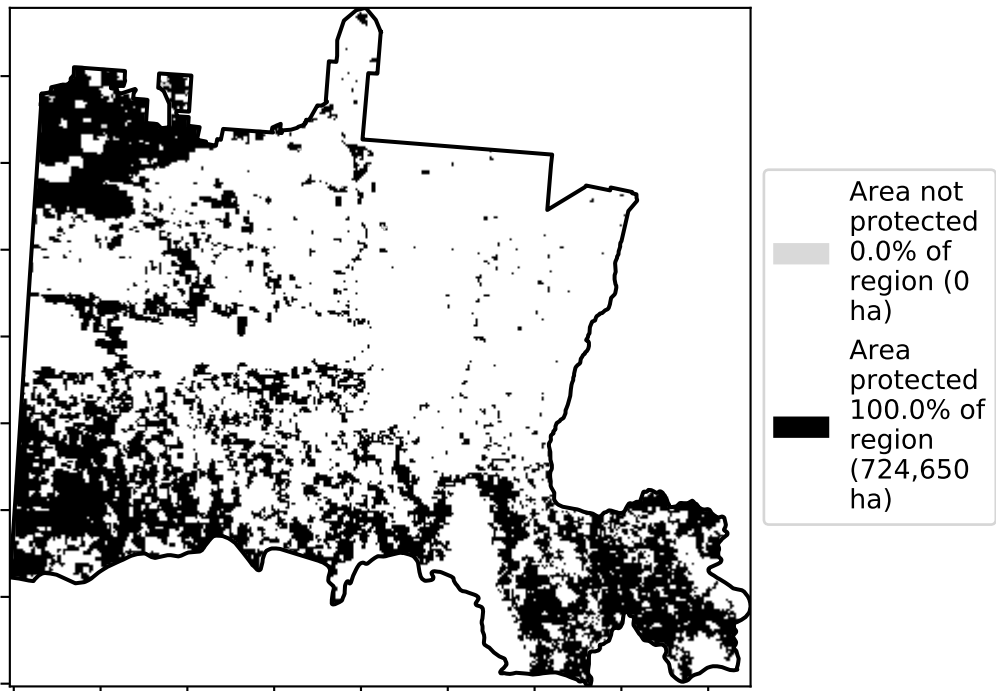 Area not
protected
0.0% of
region (0
ha)
Area
protected
100.0% of
region
(724,650
ha)